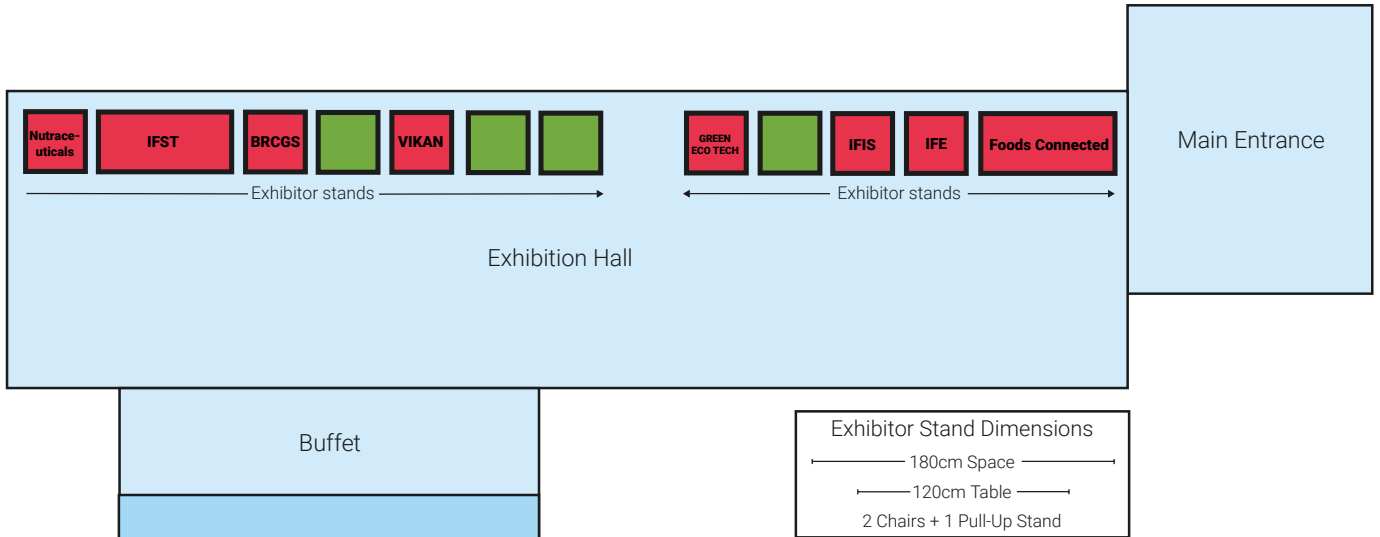 Nutrace-
uticals
IFST
BRCGS
VIKAN
GREEN
ECO TECH
IFIS
IFE
Foods Connected
Main Entrance
Exhibitor stands
Exhibitor stands
Exhibition Hall
Buffet
Exhibitor Stand Dimensions
180cm Space
120cm Table
2 Chairs + 1 Pull-Up Stand